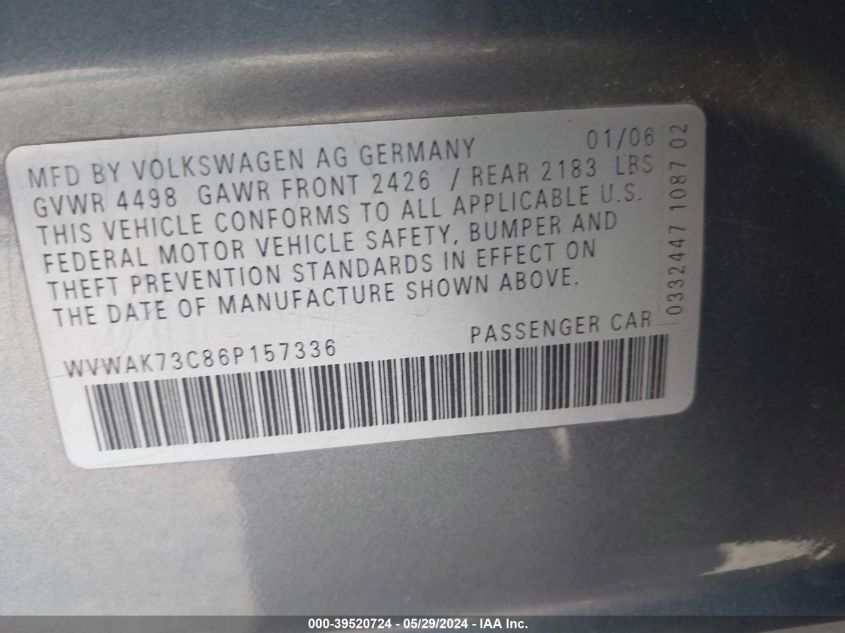 MFD BY VOLKSWAGEN AG GERMANY 01/06
GVWR 4498 GAWR FRONT 2426 / REAR 2183 LBS
THIS VEHICLE CONFORMS TO ALL APPLICABLE U.S.
FEDERAL MOTOR VEHICLE SAFETY, BUMPER AND
THEFT PREVENTION STANDARDS IN EFFECT ON
THE DATE OF MANUFACTURE SHOWN ABOVE.
WVWAK73C86P157336 PASSENGER CAR
0332447 1087 02
000-39520724 - 05/29/2024 - IAA Inc.